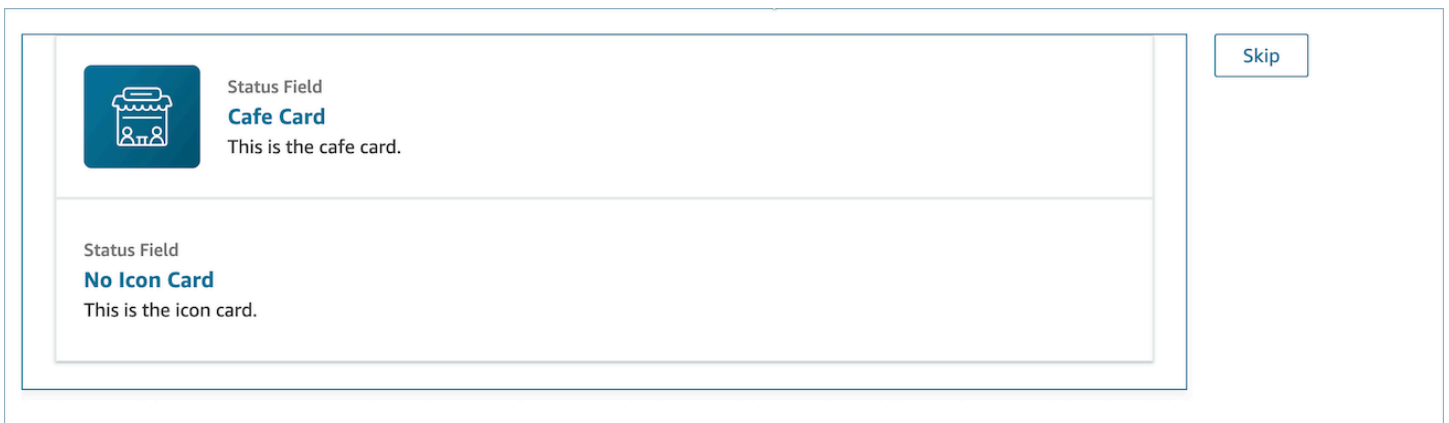 Status Field
Cafe Card
This is the cafe card.
Skip
Status Field
No Icon Card
This is the icon card.